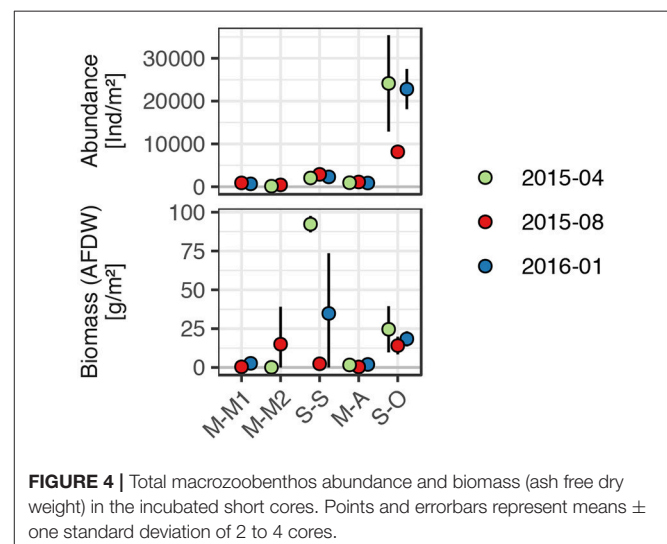 Abundance
[Ind/m²]
30000
20000
10000
0
Biomass (AFDW)
[g/m²]
100
75
50
25
0
M-M1
M-M2
S-S
M-A
S-O
2015-04
2015-08
2016-01
FIGURE 4 | Total macrozoobenthos abundance and biomass (ash free dry
weight) in the incubated short cores. Points and errorbars represent means ±
one standard deviation of 2 to 4 cores.